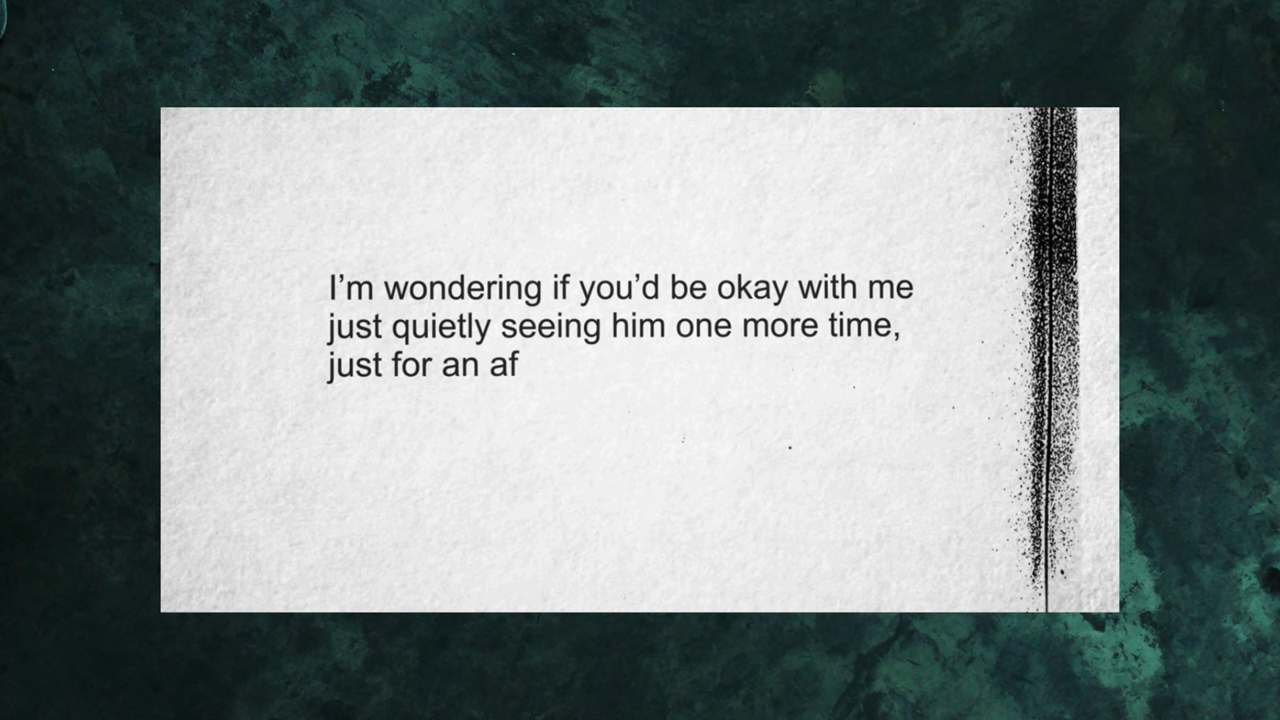 I’m wondering if you’d be okay with me
just quietly seeing him one more time,
just for an af